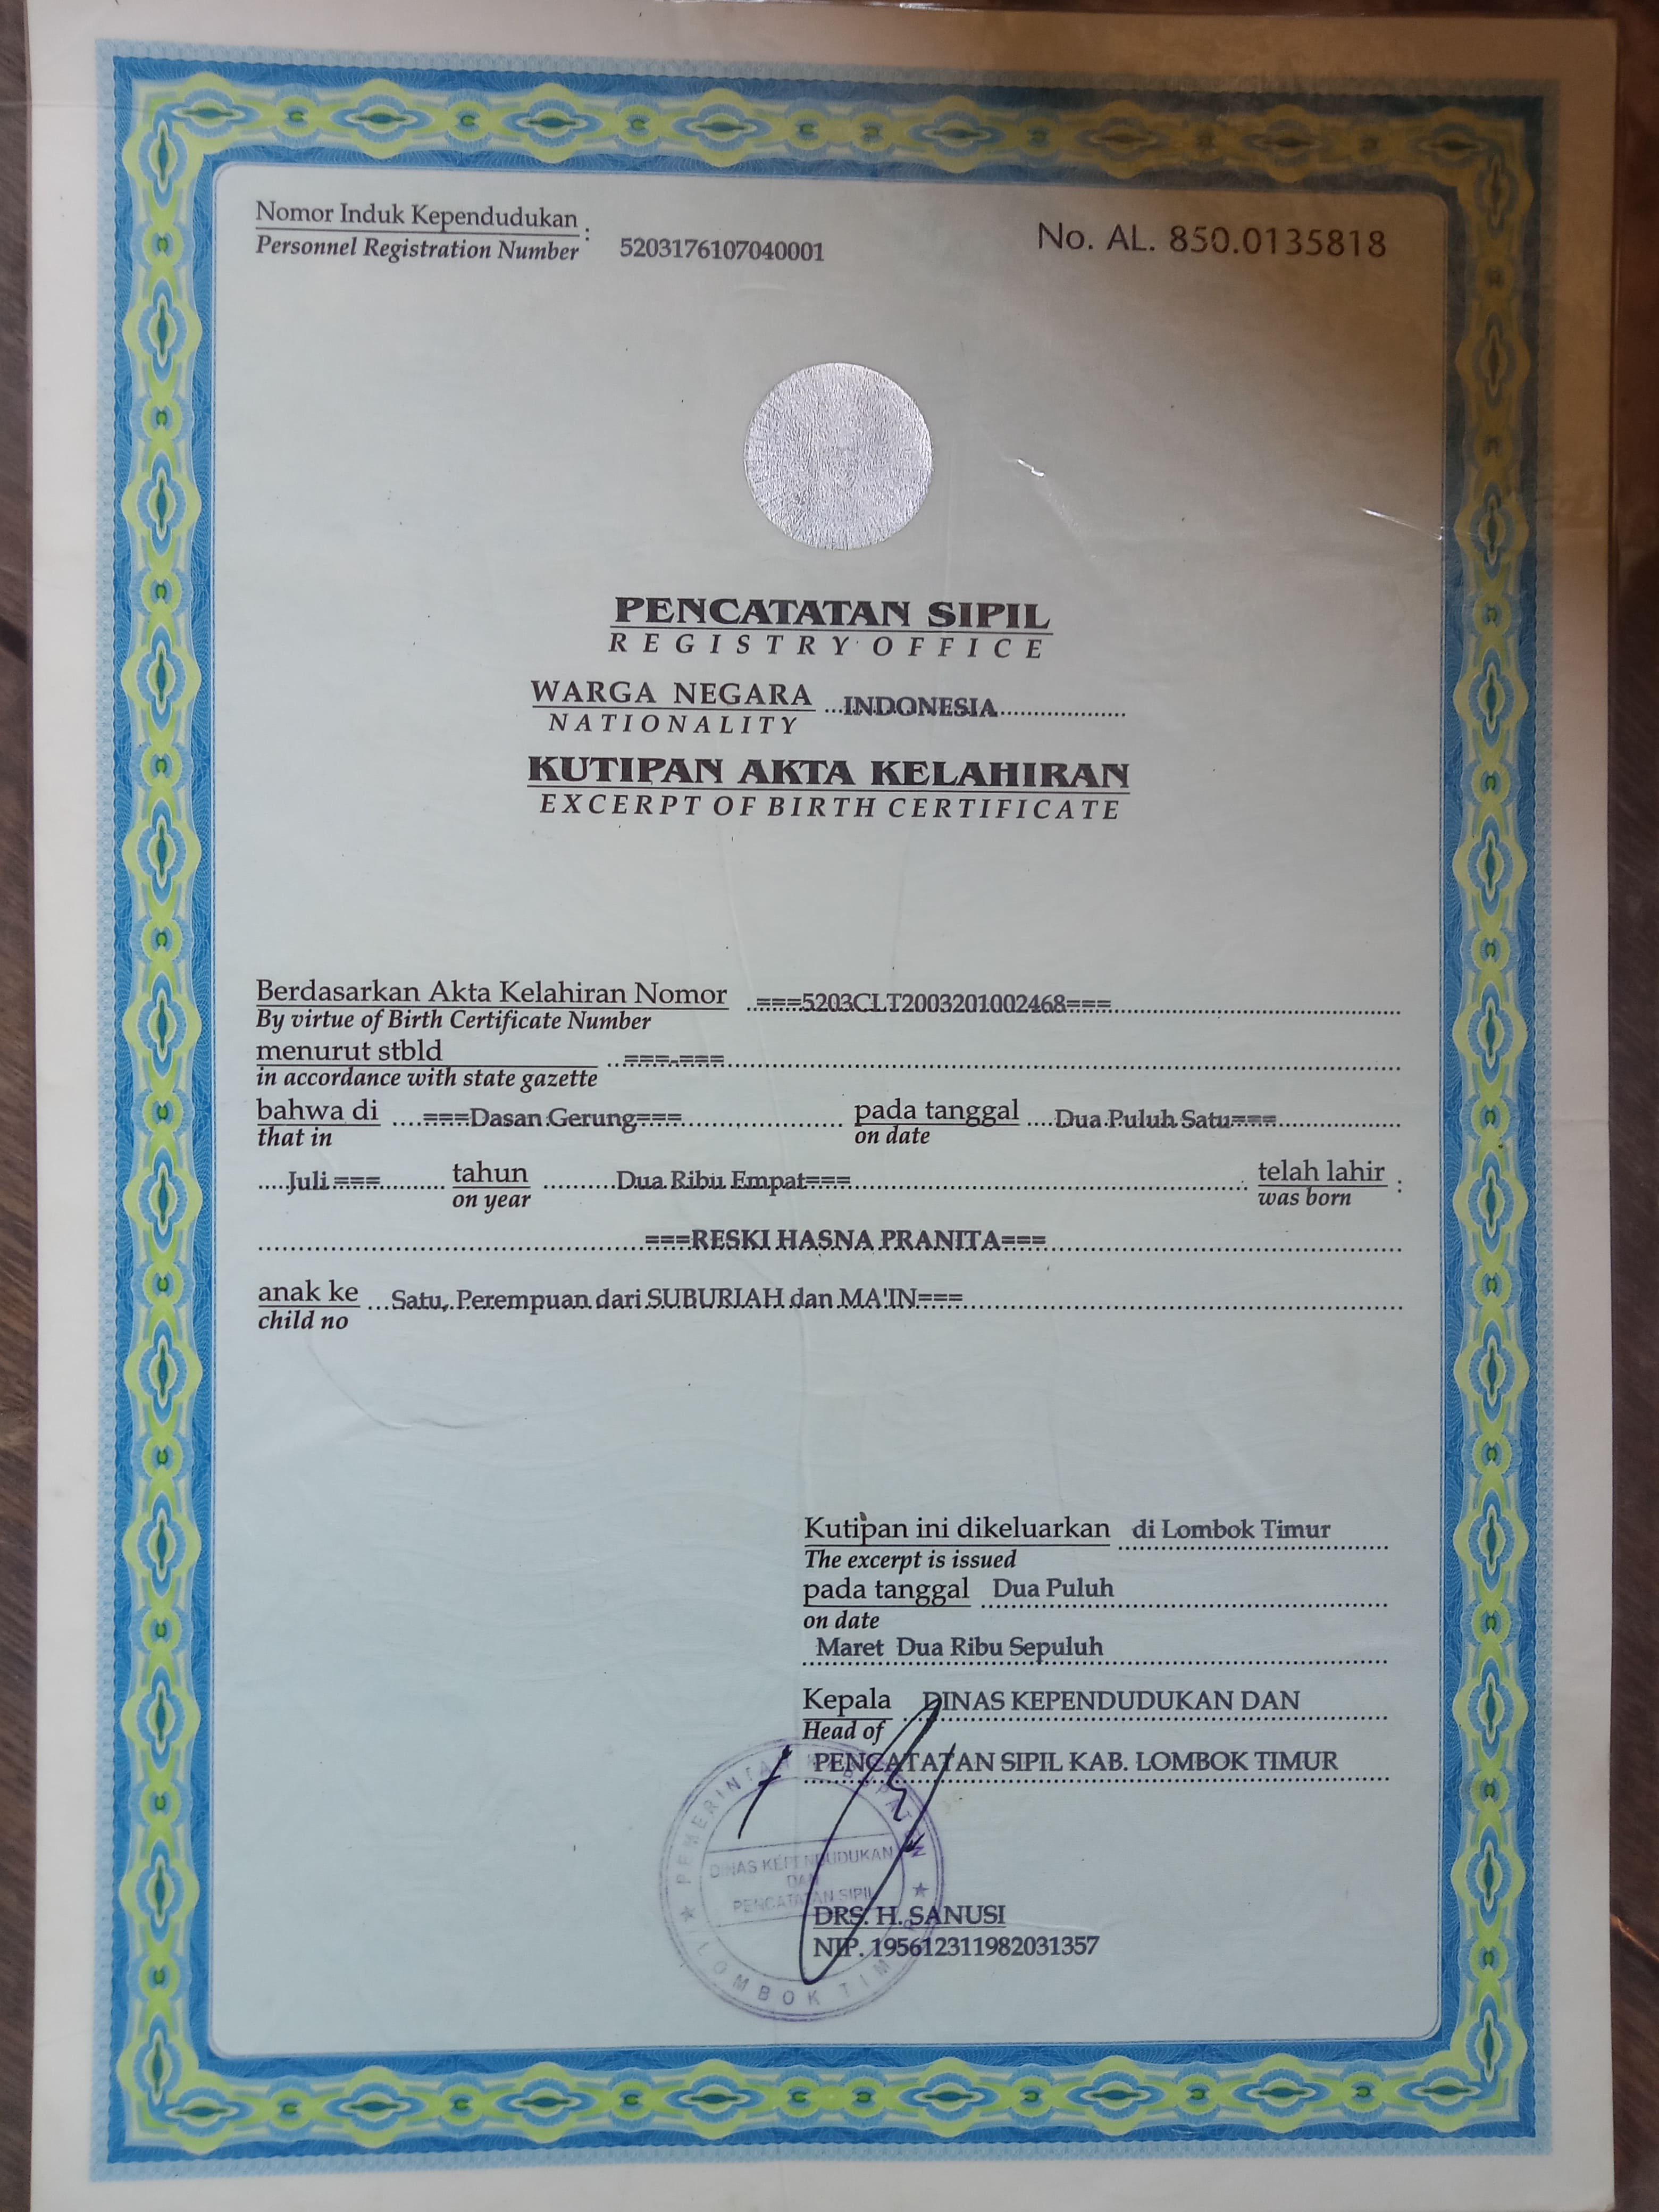 Nomor Induk Kependudukan :
Personnel Registration Number 5203176107040001
No. AL. 850.0135818
PENCATATAN SIPIL
REGISTRY OFFICE
WARGA NEGARA ...INDONESIA...
NATIONALITY
KUTIPAN AKTA KELAHIRAN
EXCERPT OF BIRTH CERTIFICATE
Berdasarkan Akta Kelahiran Nomor ===5203CLT2003201002468===
By virtue of Birth Certificate Number
menurut stbld ===-===
in accordance with state gazette
bahwa di ===Dasan Gerung=== pada tanggal Dua Puluh Satu===
that in on date
Juli === tahun Dua Ribu Empat=== telah lahir :
on year was born
===RESKI HASNA PRANITA===
anak ke Satu, Perempuan dari SUBURIAH dan MA'IN===
child no
Kutipan ini dikeluarkan di Lombok Timur
The excerpt is issued
pada tanggal Dua Puluh
on date
Maret Dua Ribu Sepuluh
Kepala DINAS KEPENDUDUKAN DAN
Head of
PENCATATAN SIPIL KAB. LOMBOK TIMUR
PEMERINTAH KABUPATEN
DINAS KEPENDUDUKAN
DAN
PENCATATAN SIPIL
LOMBOK TIMUR
DRS. H. SANUSI
NIP. 195612311982031357